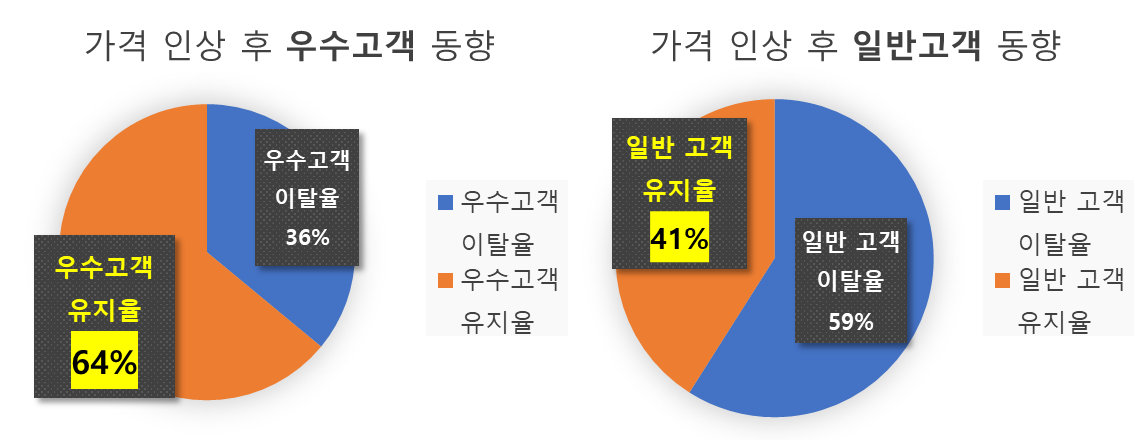 가격 인상 후 우수고객 동향
우수고객
이탈율
36%
우수고객
유지율
64%
우수고객
이탈율
우수고객
유지율
가격 인상 후 일반고객 동향
일반 고객
유지율
41%
일반 고객
이탈율
59%
일반 고객
이탈율
일반 고객
유지율